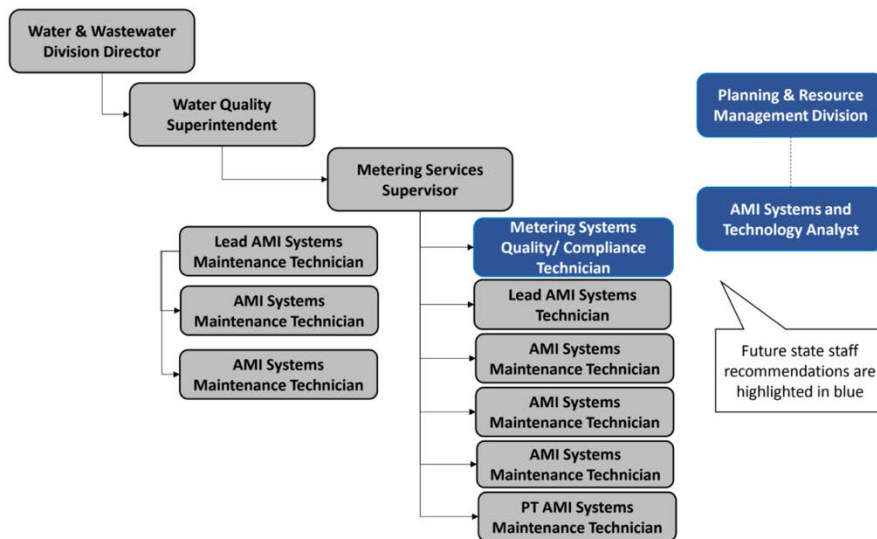 Water & Wastewater
Division Director
Water Quality
Superintendent
Metering Services
Supervisor
Lead AMI Systems
Maintenance Technician
AMI Systems
Maintenance Technician
AMI Systems
Maintenance Technician
Metering Systems
Quality/ Compliance
Technician
Lead AMI Systems
Technician
AMI Systems
Maintenance Technician
AMI Systems
Maintenance Technician
AMI Systems
Maintenance Technician
PT AMI Systems
Maintenance Technician
Planning & Resource
Management Division
AMI Systems and
Technology Analyst
Future state staff
recommendations are
highlighted in blue